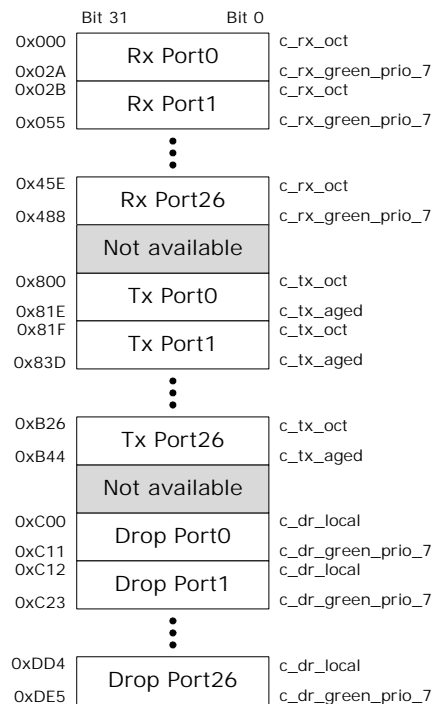 Bit 31 Bit 0
0x000 c_rx_oct
Rx Port0
0x02A c_rx_green_prio_7
0x02B c_rx_oct
Rx Port1
0x055 c_rx_green_prio_7
0x45E c_rx_oct
Rx Port26
0x488 c_rx_green_prio_7
Not available
0x800 c_tx_oct
Tx Port0
0x81E c_tx_aged
0x81F c_tx_oct
Tx Port1
0x83D c_tx_aged
0xB26 c_tx_oct
Tx Port26
0xB44 c_tx_aged
Not available
0xC00 c_dr_local
Drop Port0
0xC11 c_dr_green_prio_7
0xC12 c_dr_local
Drop Port1
0xC23 c_dr_green_prio_7
0xDD4 c_dr_local
Drop Port26
0xDE5 c_dr_green_prio_7